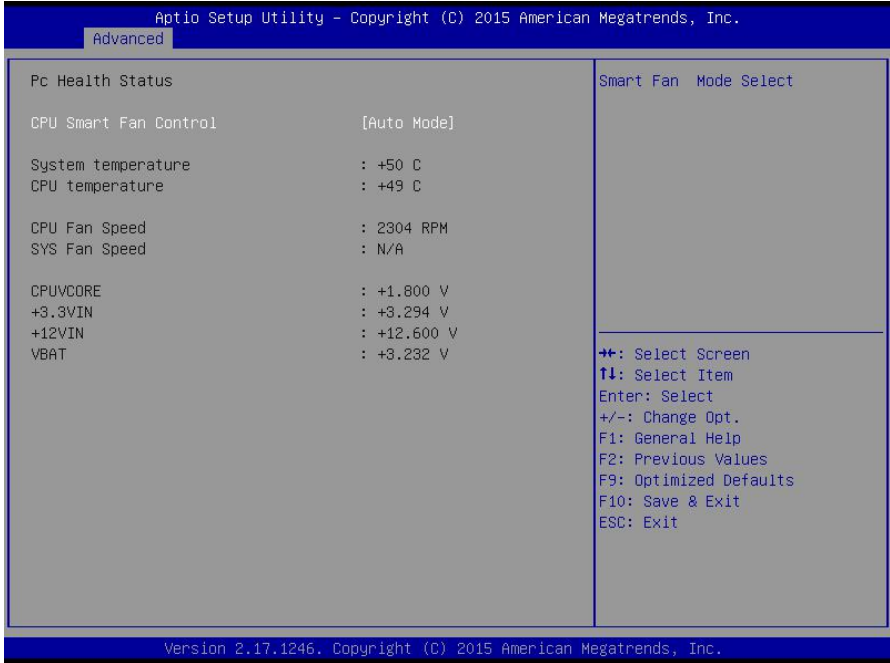 Aptio Setup Utility – Copyright (C) 2015 American Megatrends, Inc.
Advanced
Pc Health Status
CPU Smart Fan Control [Auto Mode]
System temperature : +50 C
CPU temperature : +49 C
CPU Fan Speed : 2304 RPM
SYS Fan Speed : N/A
CPUVCORE : +1.800 V
+3.3VIN : +3.294 V
+12VIN : +12.600 V
VBAT : +3.232 V
Smart Fan Mode Select
→←: Select Screen
↑↓: Select Item
Enter: Select
+/-: Change Opt.
F1: General Help
F2: Previous Values
F9: Optimized Defaults
F10: Save & Exit
ESC: Exit
Version 2.17.1246. Copyright (C) 2015 American Megatrends, Inc.